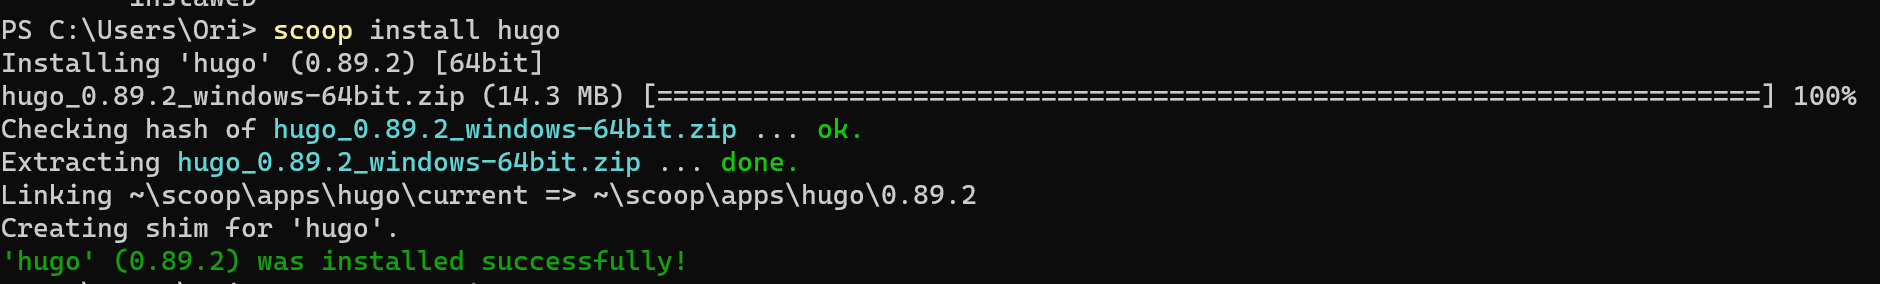 instaweb
PS C:\Users\Ori> scoop install hugo
Installing 'hugo' (0.89.2) [64bit]
hugo_0.89.2_windows-64bit.zip (14.3 MB) [=====================================================================] 100%
Checking hash of hugo_0.89.2_windows-64bit.zip ... ok.
Extracting hugo_0.89.2_windows-64bit.zip ... done.
Linking ~\scoop\apps\hugo\current => ~\scoop\apps\hugo\0.89.2
Creating shim for 'hugo'.
'hugo' (0.89.2) was installed successfully!